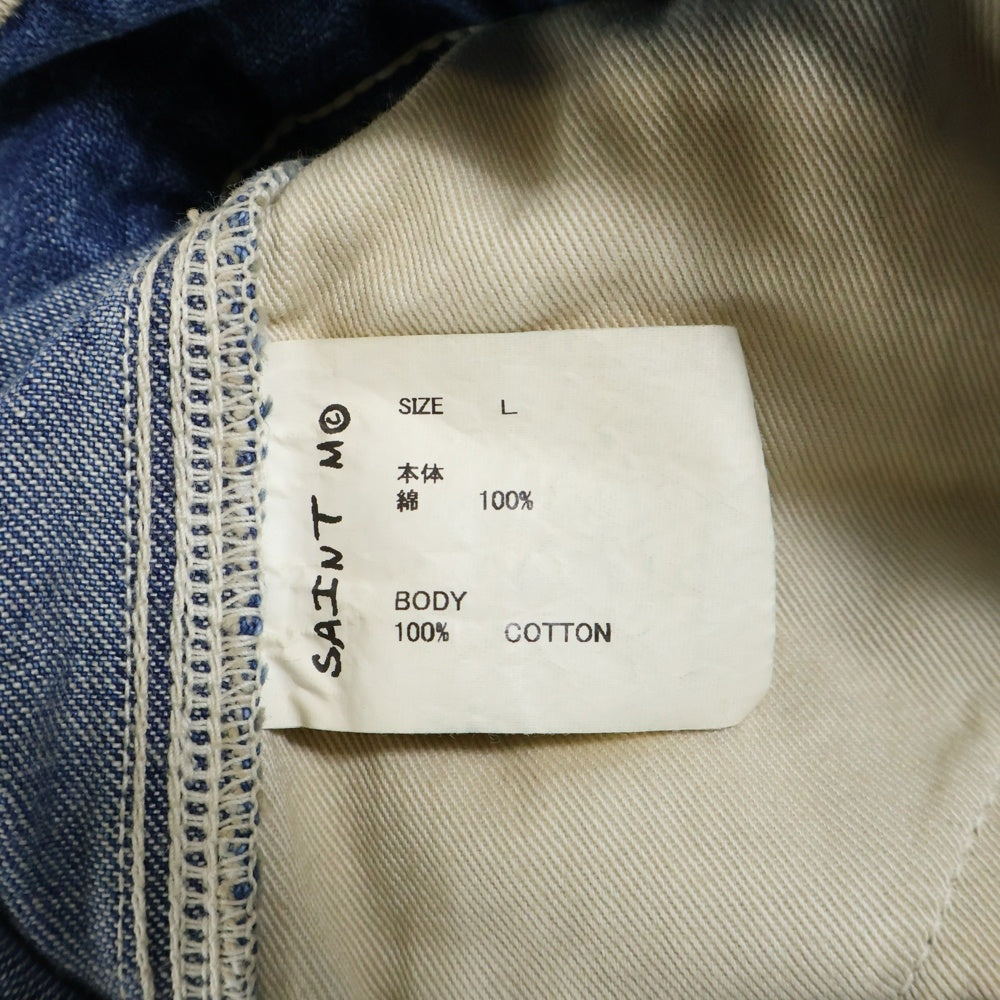 SAINT M©
SIZE L
本体
綿 100%
BODY
100% COTTON